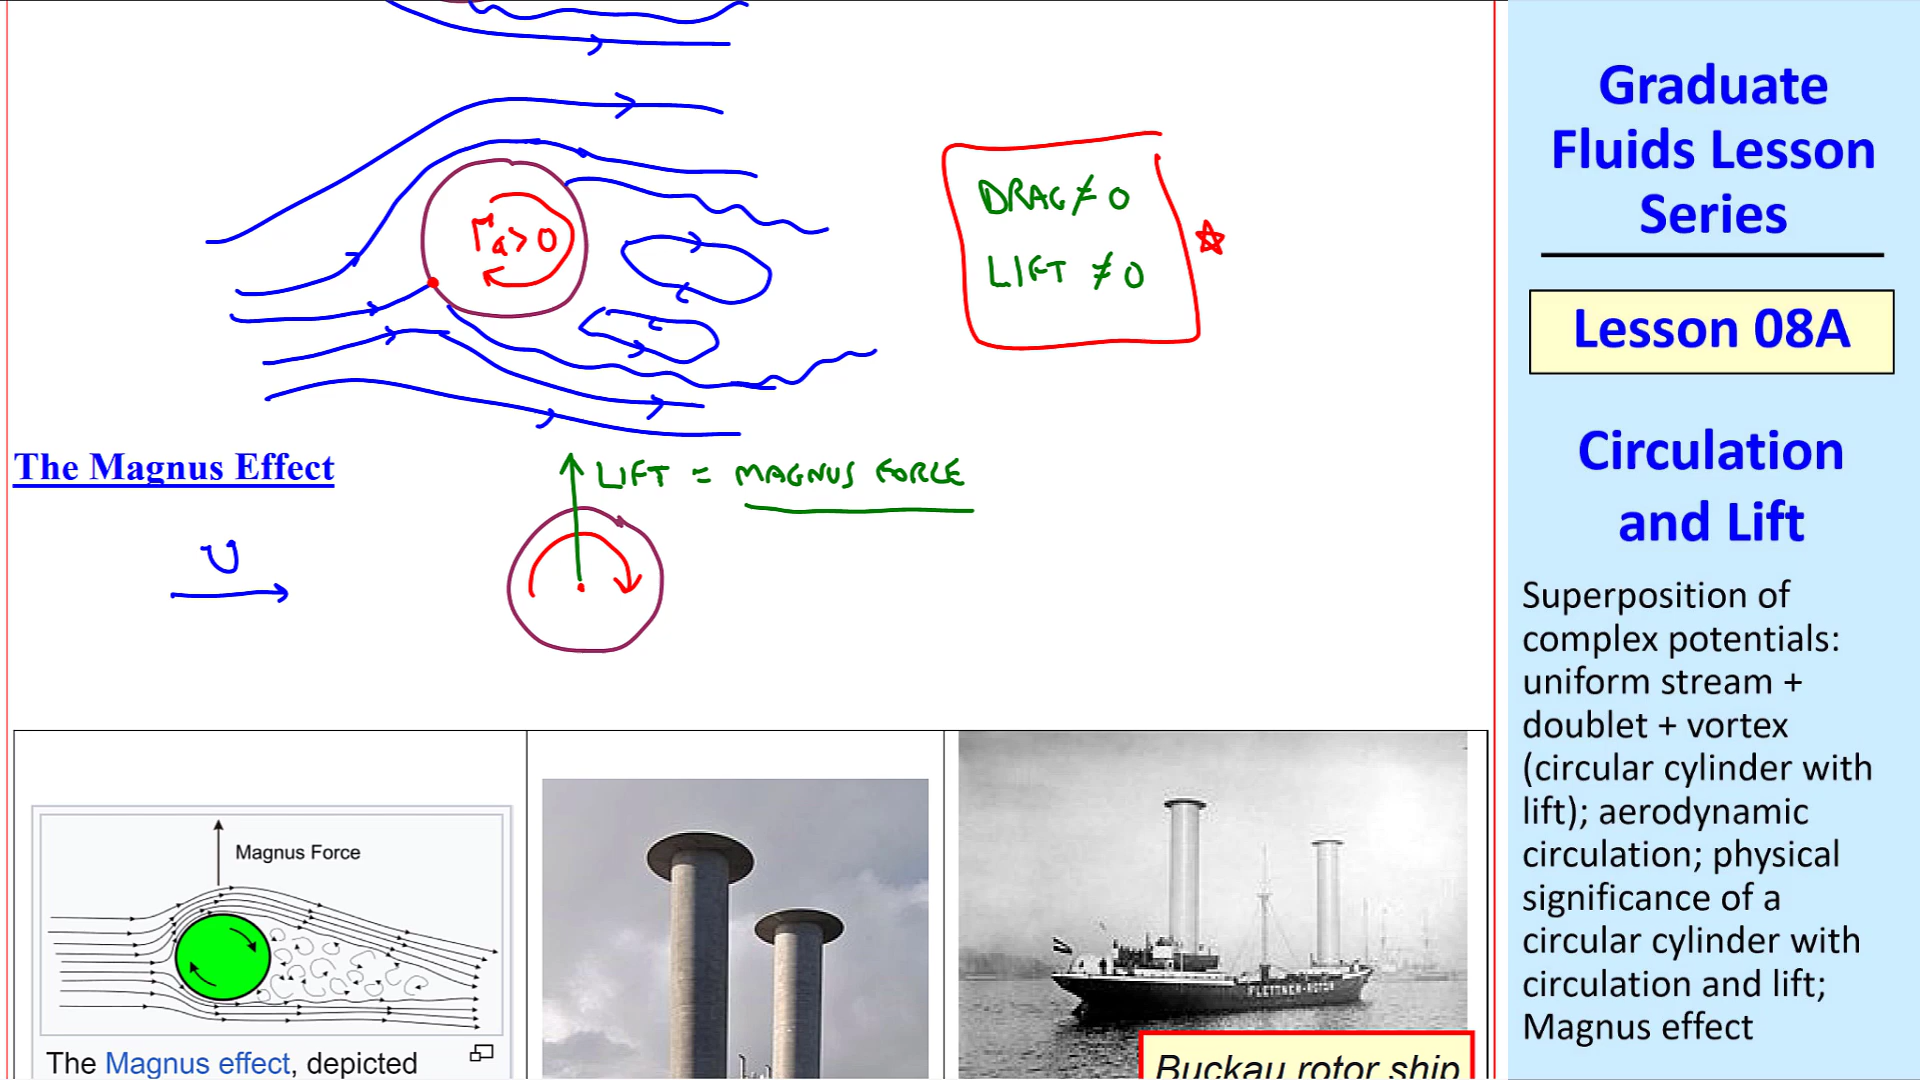 Γa > 0
DRAG ≠ 0
LIFT ≠ 0
The Magnus Effect
LIFT = MAGNUS FORCE
U
Magnus Force
The Magnus effect, depicted
FLETTNER-ROTOR
Buckau rotor ship
Graduate
Fluids Lesson
Series
Lesson 08A
Circulation
and Lift
Superposition of
complex potentials:
uniform stream +
doublet + vortex
(circular cylinder with
lift); aerodynamic
circulation; physical
significance of a
circular cylinder with
circulation and lift;
Magnus effect